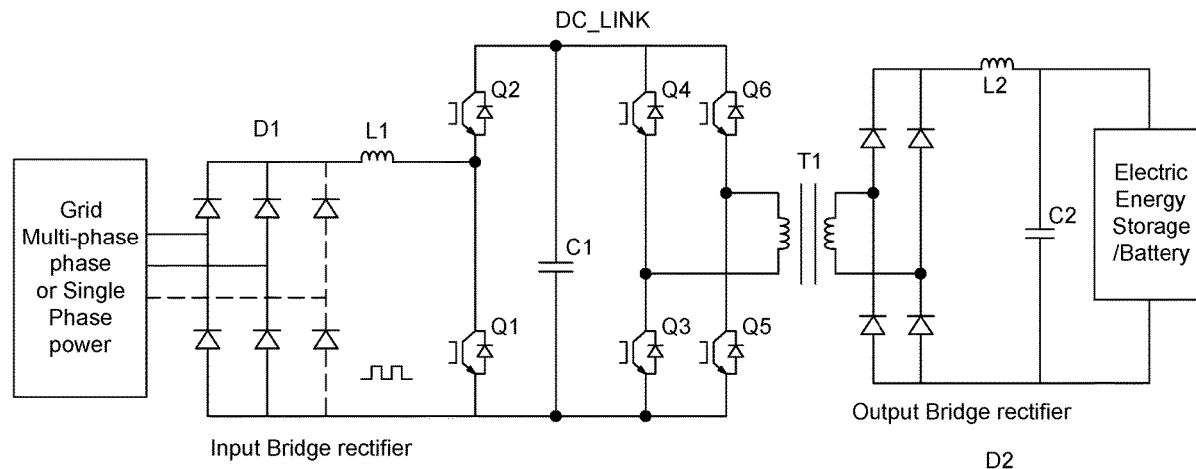 DC_LINK
Q2
Q4
Q6
D1
L1
L2
T1
Grid
Multi-phase
phase
or Single
Phase
power
Electric
Energy
Storage
/Battery
C1
C2
Q1
Q3
Q5
Input Bridge rectifier
Output Bridge rectifier
D2